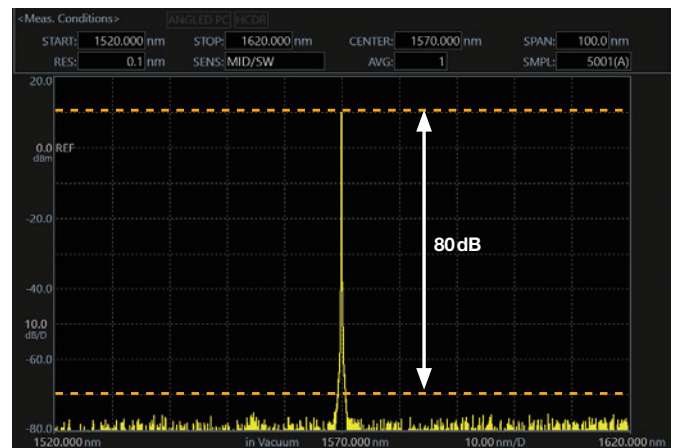 <Meas. Conditions> ANGLED PC HCDR
START: 1520.000 nm STOP: 1620.000 nm CENTER: 1570.000 nm SPAN: 100.0 nm
RES: 0.1 nm SENS: MID/SW AVG: 1 SMPL: 5001(A)
20.0
0.0 REF
dBm
-20.0
80dB
-40.0
10.0
dB/D
-60.0
-80.0
1520.000 nm in Vacuum 1570.000 nm 10.00 nm/D 1620.000 nm